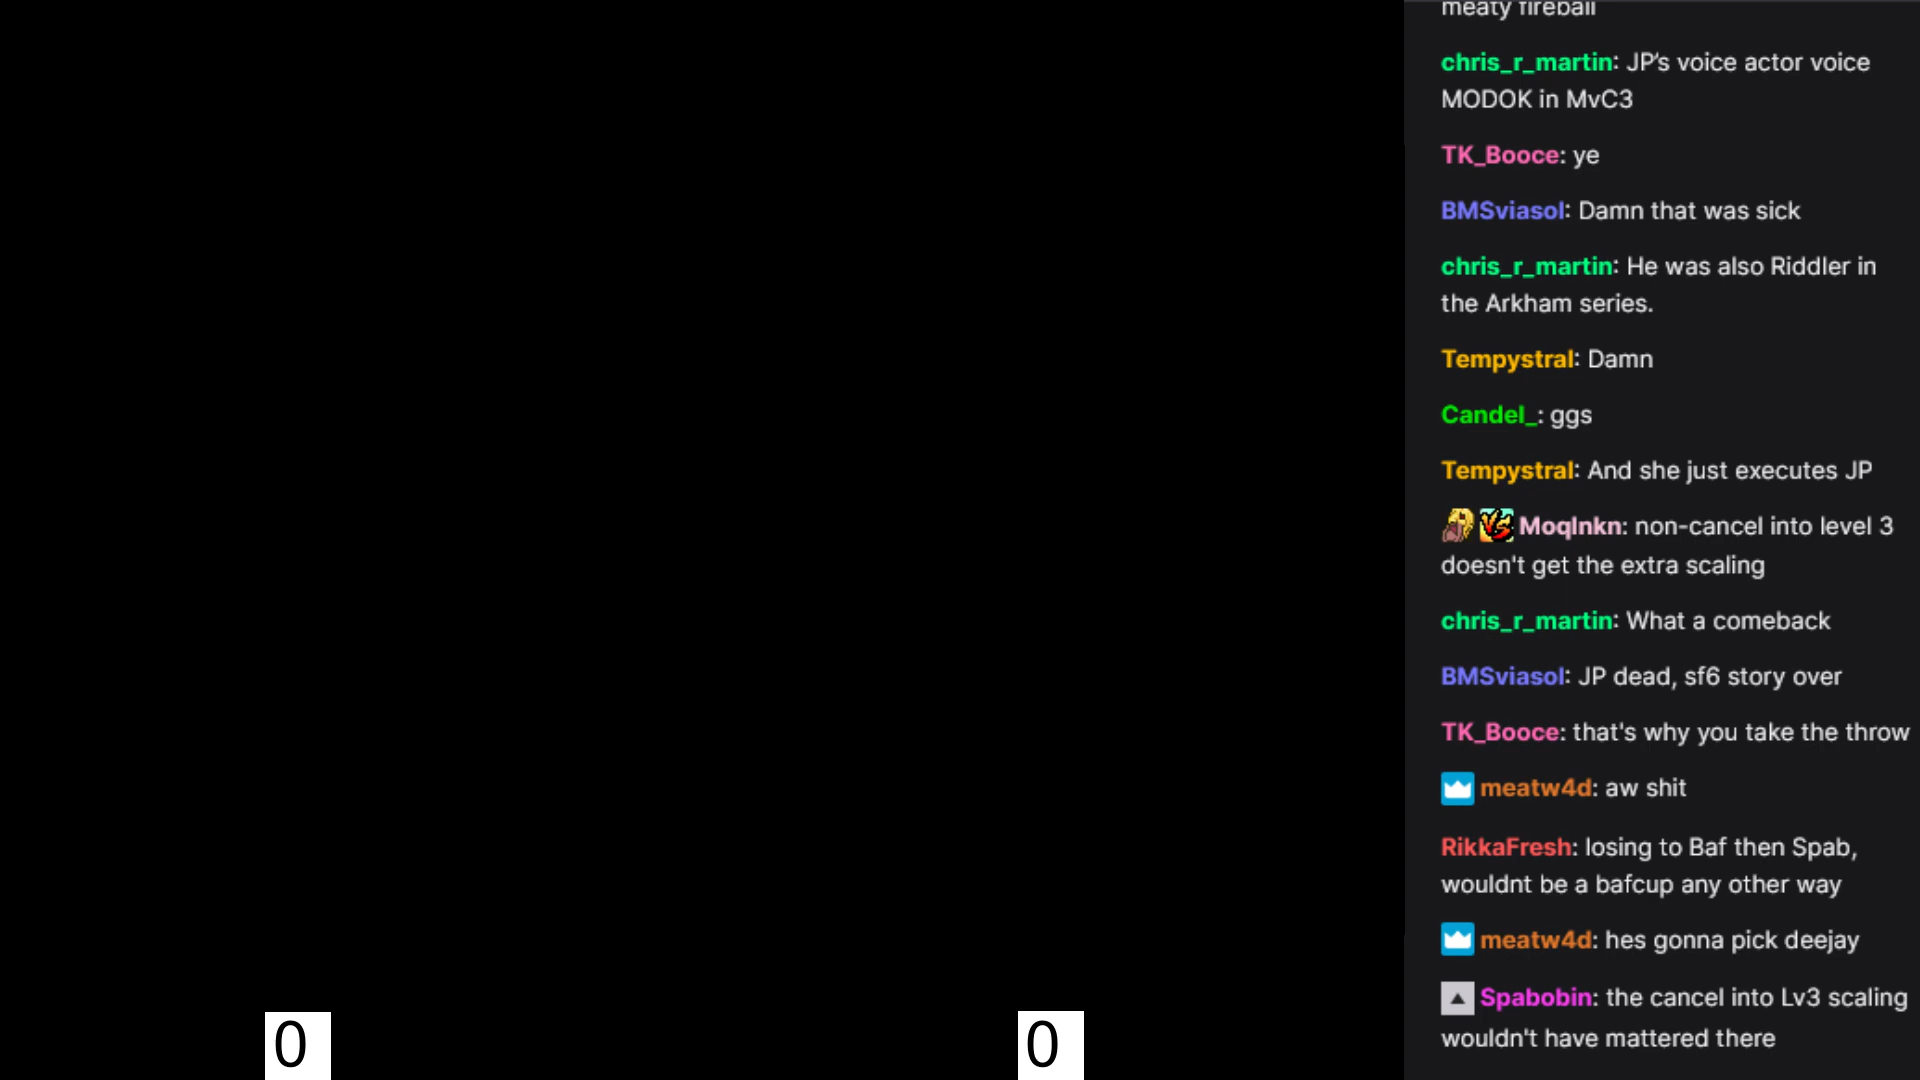 meaty fireball
chris_r_martin: JP's voice actor voice
MODOK in MvC3
TK_Booce: ye
BMSviasol: Damn that was sick
chris_r_martin: He was also Riddler in
the Arkham series.
Tempystral: Damn
Candel_: ggs
Tempystral: And she just executes JP
MoqInkn: non-cancel into level 3
doesn't get the extra scaling
chris_r_martin: What a comeback
BMSviasol: JP dead, sf6 story over
TK_Booce: that's why you take the throw
meatw4d: aw shit
RikkaFresh: losing to Baf then Spab,
wouldnt be a bafcup any other way
meatw4d: hes gonna pick deejay
Spabobin: the cancel into Lv3 scaling
wouldn't have mattered there
0
0